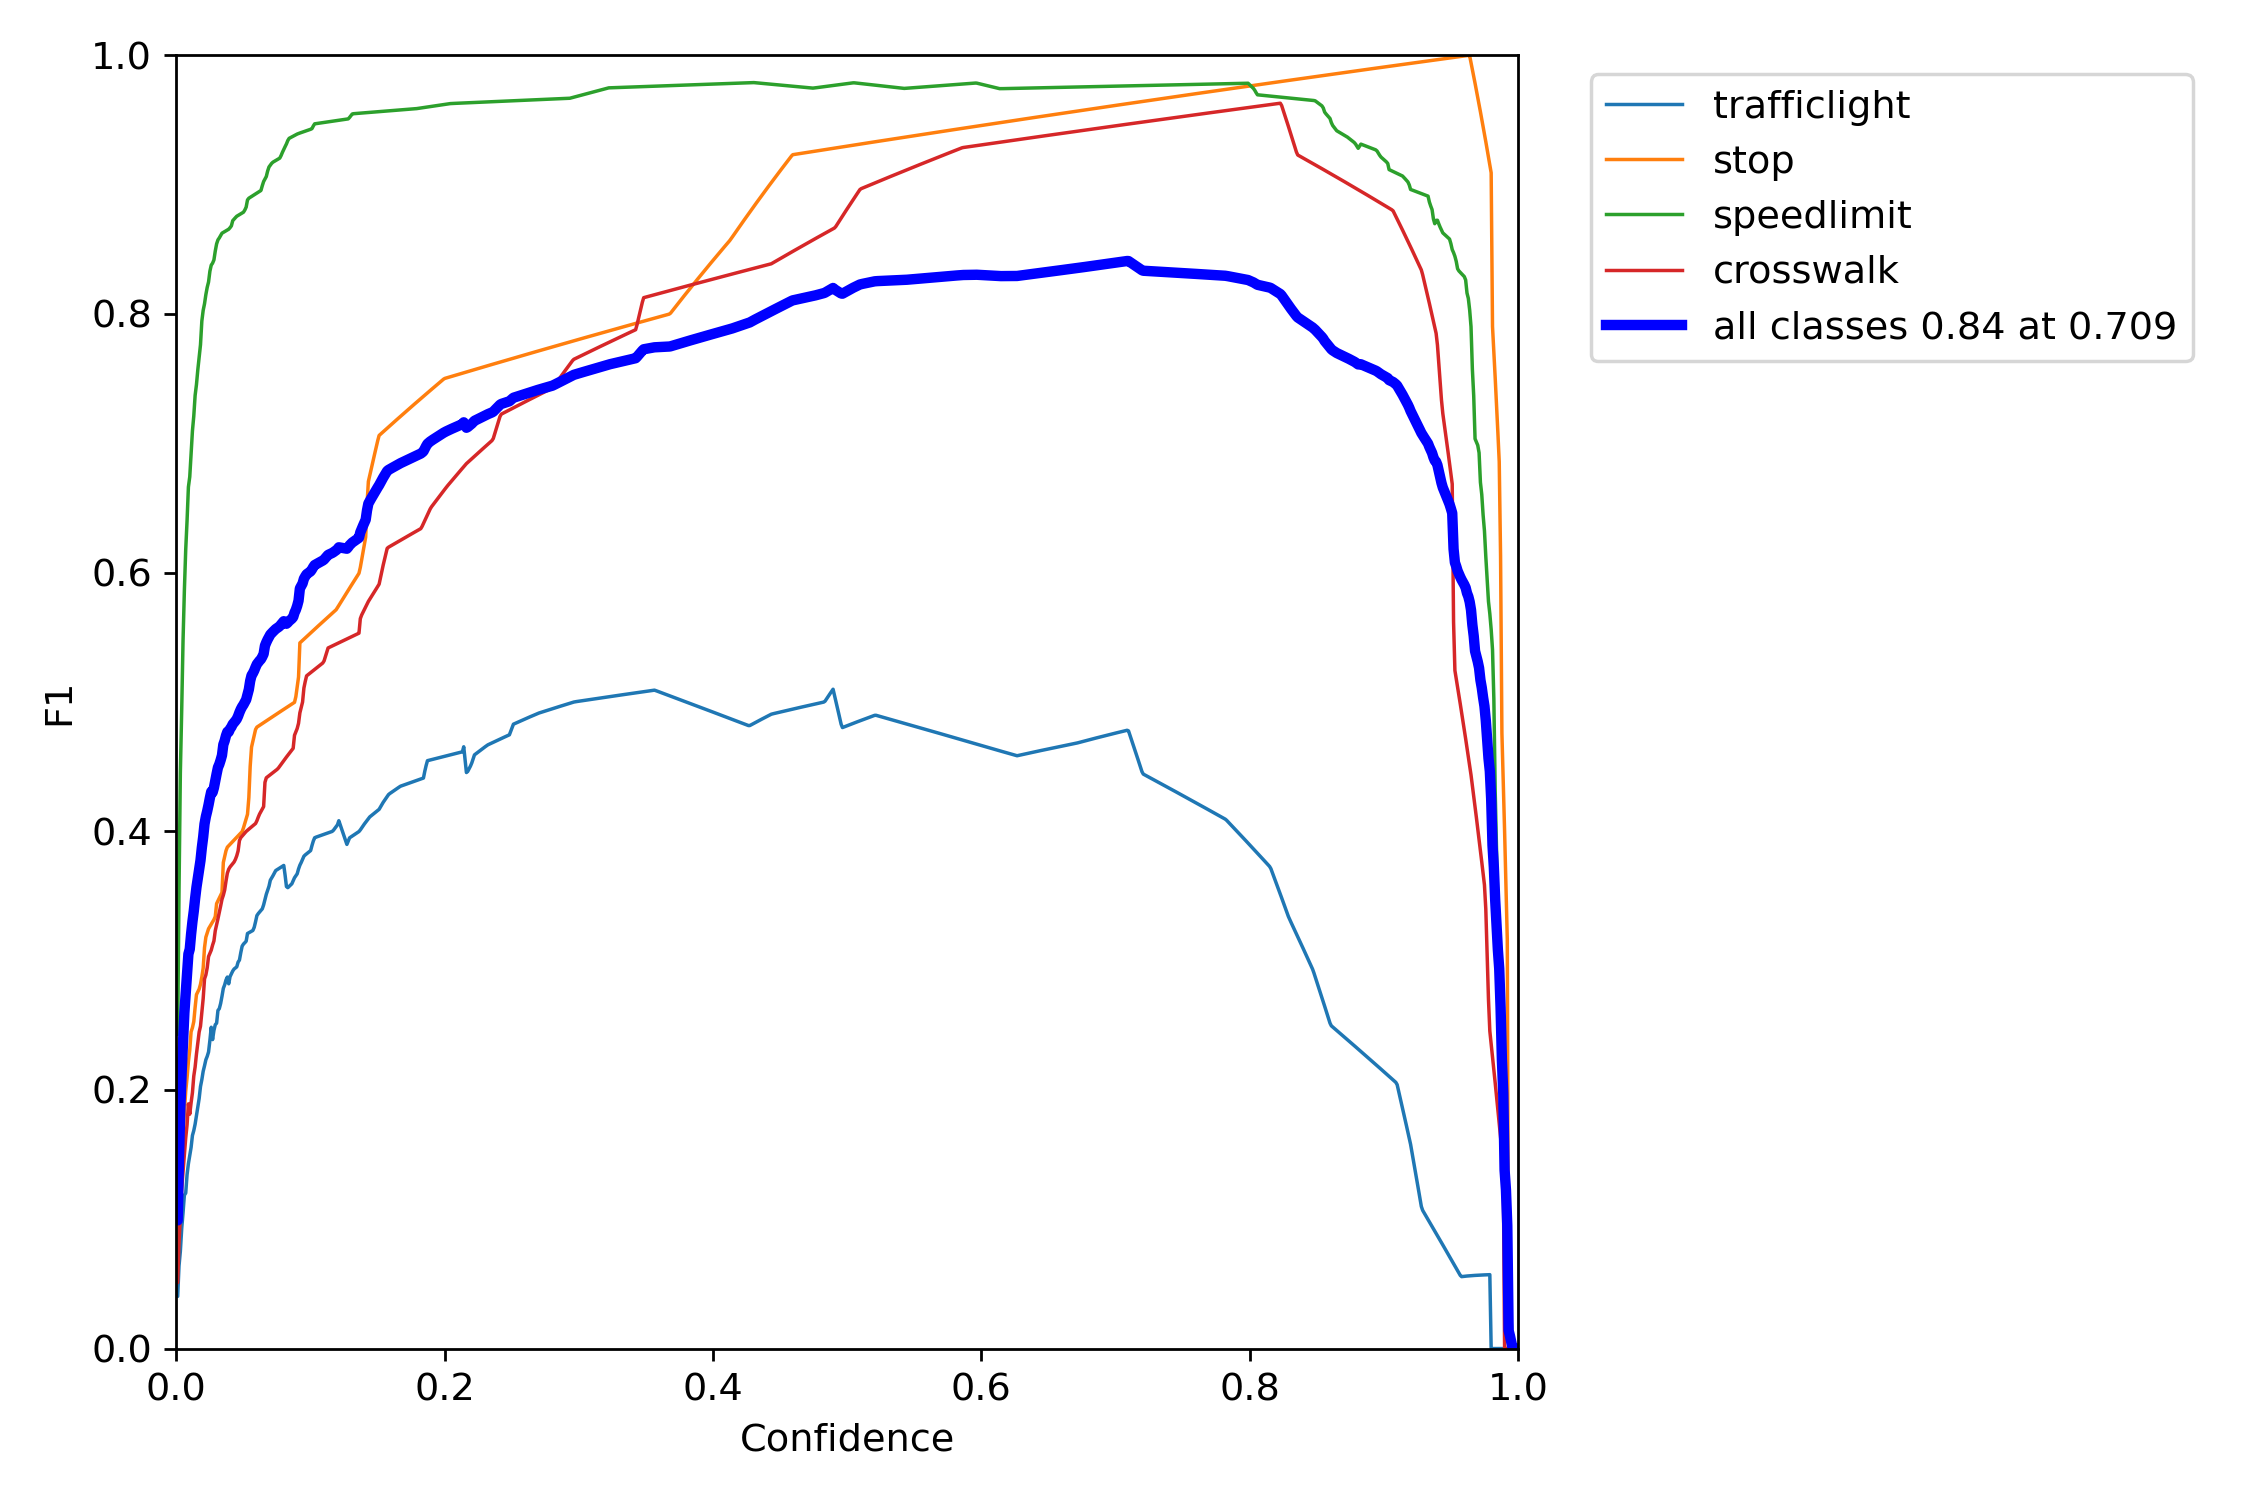 1.0
0.8
0.6
0.4
0.2
0.0
F1
0.0 0.2 0.4 0.6 0.8 1.0
Confidence
trafficlight
stop
speedlimit
crosswalk
all classes 0.84 at 0.709